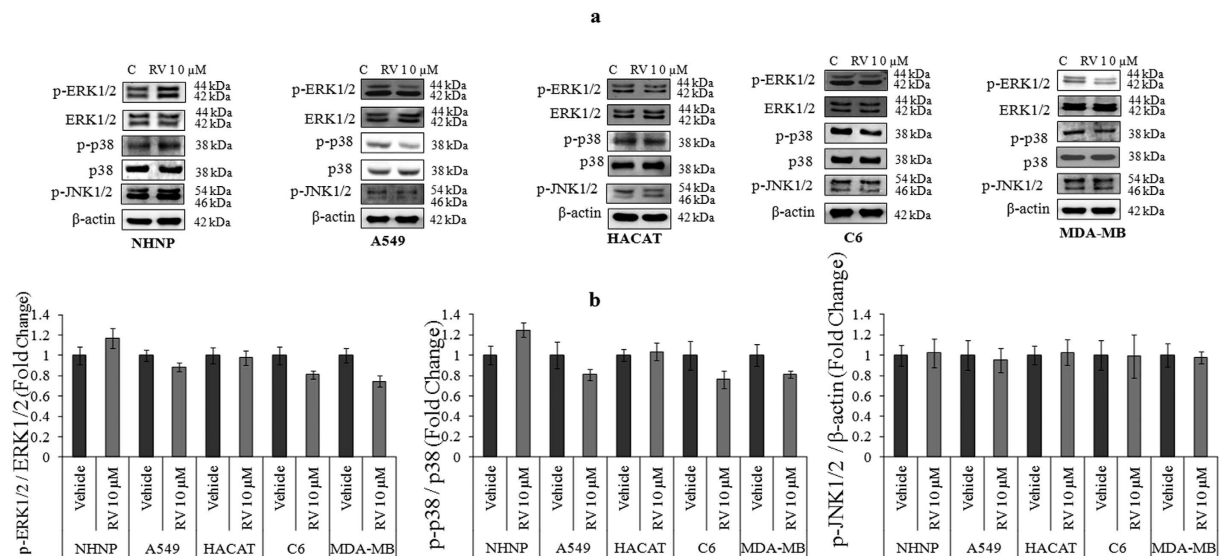 a
C RV 10 µM
p-ERK1/2 44 kDa
42 kDa
ERK1/2 44 kDa
42 kDa
p-p38 38 kDa
p38 38 kDa
p-JNK1/2 54 kDa
46 kDa
β-actin 42 kDa
NHNP
C RV 10 µM
p-ERK1/2 44 kDa
42 kDa
ERK1/2 44 kDa
42 kDa
p-p38 38 kDa
p38 38 kDa
p-JNK1/2 54 kDa
46 kDa
β-actin 42 kDa
A549
C RV 10 µM
p-ERK1/2 44 kDa
42 kDa
ERK1/2 44 kDa
42 kDa
p-p38 38 kDa
p38 38 kDa
p-JNK1/2 54 kDa
46 kDa
β-actin 42 kDa
HACAT
C RV 10 µM
p-ERK1/2 44 kDa
42 kDa
ERK1/2 44 kDa
42 kDa
p-p38 38 kDa
p38 38 kDa
p-JNK1/2 54 kDa
46 kDa
β-actin 42 kDa
C6
C RV 10 µM
p-ERK1/2 44 kDa
42 kDa
ERK1/2 44 kDa
42 kDa
p-p38 38 kDa
p38 38 kDa
p-JNK1/2 54 kDa
46 kDa
β-actin 42 kDa
MDA-MB
b
p-ERK1/2 / ERK1/2 (Fold Change)
1.4
1.2
1
0.8
0.6
0.4
0.2
0
Vehicle
RV 10 µM
Vehicle
RV 10 µM
Vehicle
RV 10 µM
Vehicle
RV 10 µM
Vehicle
RV 10 µM
NHNP A549 HACAT C6 MDA-MB
p-p38 / p38 (Fold Change)
1.4
1.2
1
0.8
0.6
0.4
0.2
0
Vehicle
RV 10 µM
Vehicle
RV 10 µM
Vehicle
RV 10 µM
Vehicle
RV 10 µM
Vehicle
RV 10 µM
NHNP A549 HACAT C6 MDA-MB
p-JNK1/2 / β-actin (Fold Change)
1.4
1.2
1
0.8
0.6
0.4
0.2
0
Vehicle
RV 10 µM
Vehicle
RV 10 µM
Vehicle
RV 10 µM
Vehicle
RV 10 µM
Vehicle
RV 10 µM
NHNP A549 HACAT C6 MDA-MB